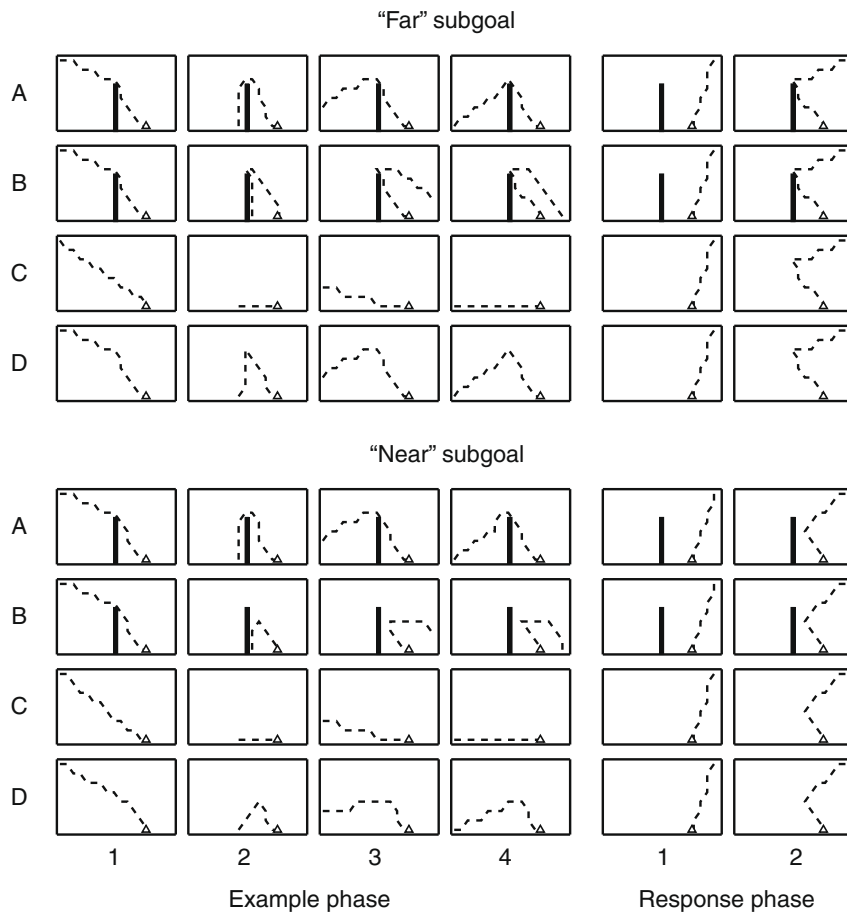 “Far” subgoal
A
B
C
D
“Near” subgoal
A
B
C
D
1 2 3 4 1 2
Example phase Response phase